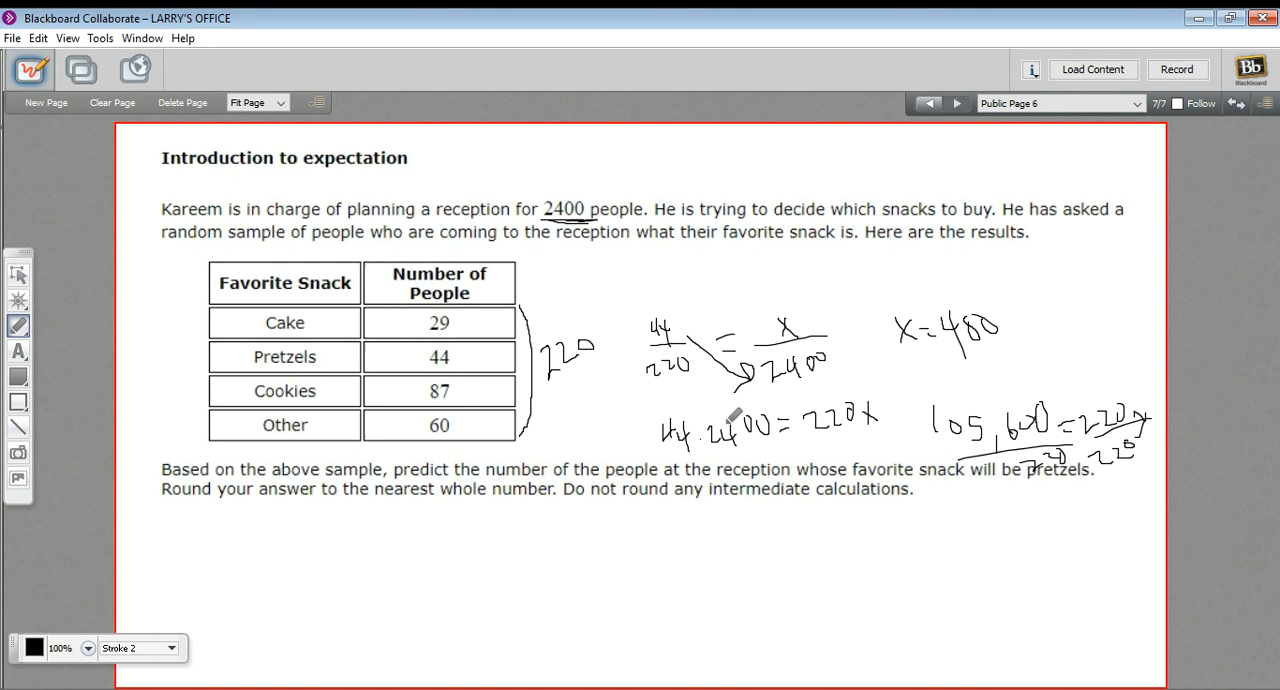 Blackboard Collaborate – LARRY'S OFFICE
File Edit View Tools Window Help
Load Content Record Bb Blackboard
New Page Clear Page Delete Page Fit Page Public Page 6 7/7 Follow
Introduction to expectation
Kareem is in charge of planning a reception for 2400 people. He is trying to decide which snacks to buy. He has asked a
random sample of people who are coming to the reception what their favorite snack is. Here are the results.
Favorite Snack Number of People
Cake 29
Pretzels 44
Cookies 87
Other 60
220
44/220 = x/2400
x=480
44.2400=220x
105,600=220x
220 220
Based on the above sample, predict the number of the people at the reception whose favorite snack will be pretzels.
Round your answer to the nearest whole number. Do not round any intermediate calculations.
100% Stroke 2